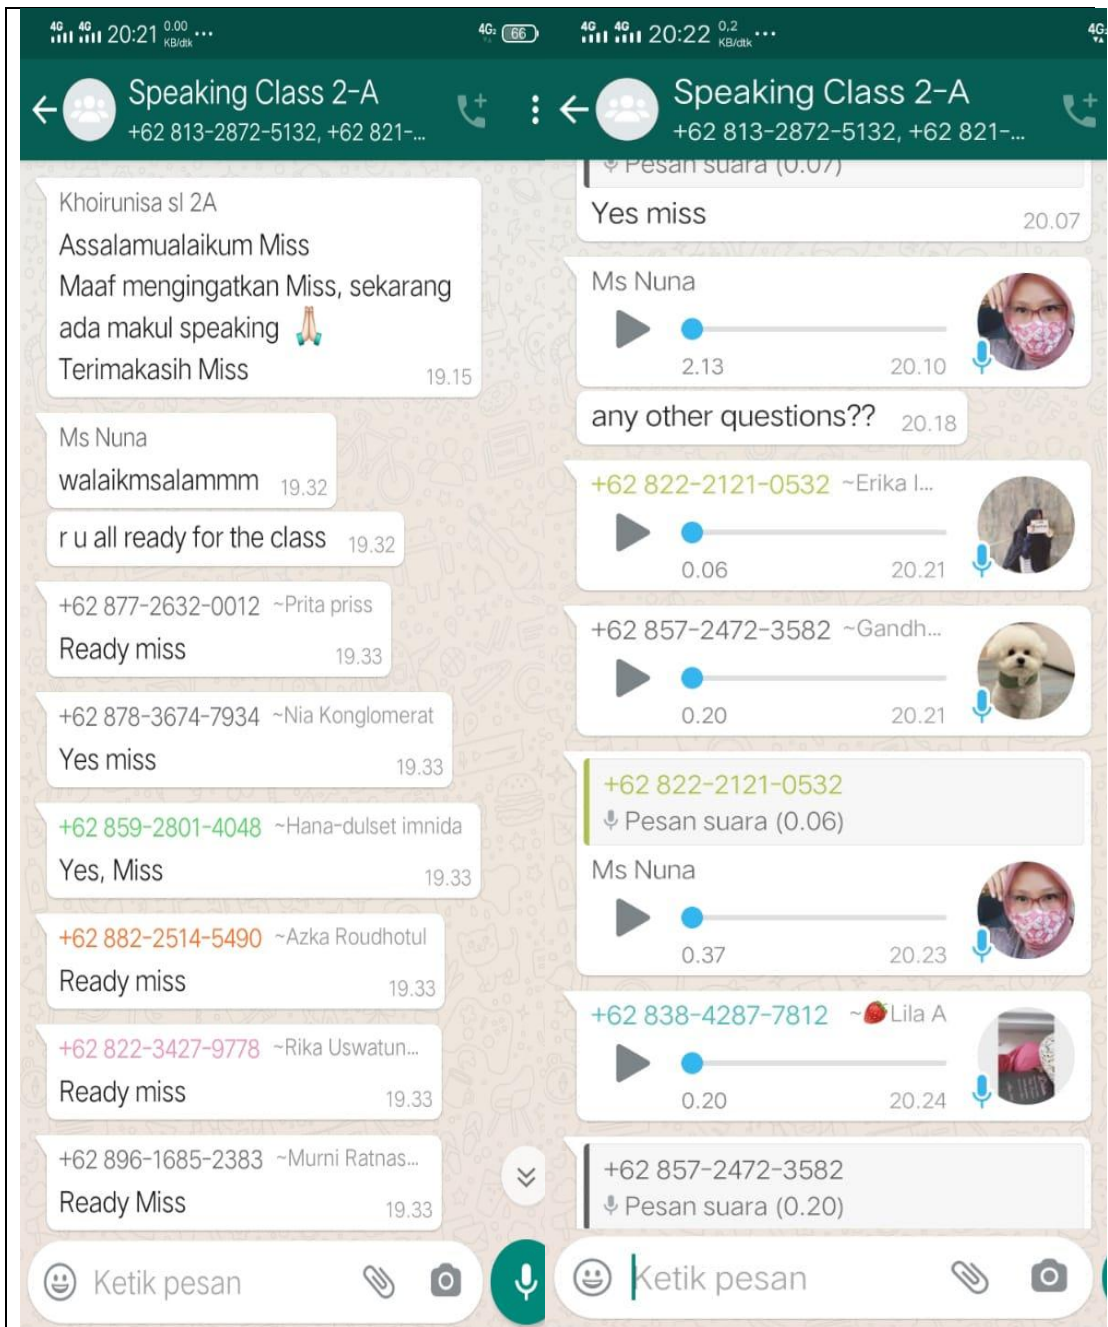 4G 4G 20:21 0.00 KB/dtk ...
4G 66
Speaking Class 2-A
+62 813-2872-5132, +62 821-...
Khoirunisa sl 2A
Assalamualaikum Miss
Maaf mengingatkan Miss, sekarang
ada makul speaking 🙏🏻
Terimakasih Miss
19.15
Ms Nuna
walaikmsalammm 19.32
r u all ready for the class 19.32
+62 877-2632-0012 ~Prita priss
Ready miss 19.33
+62 878-3674-7934 ~Nia Konglomerat
Yes miss 19.33
+62 859-2801-4048 ~Hana-dulset imnida
Yes, Miss 19.33
+62 882-2514-5490 ~Azka Roudhotul
Ready miss 19.33
+62 822-3427-9778 ~Rika Uswatun...
Ready miss 19.33
+62 896-1685-2383 ~Murni Ratnas...
Ready Miss 19.33
Ketik pesan
4G 4G 20:22 0,2 KB/dtk ...
4G
Speaking Class 2-A
+62 813-2872-5132, +62 821-...
Pesan suara (0.07)
Yes miss 20.07
Ms Nuna
2.13 20.10
any other questions?? 20.18
+62 822-2121-0532 ~Erika I...
0.06 20.21
+62 857-2472-3582 ~Gandh...
0.20 20.21
+62 822-2121-0532
Pesan suara (0.06)
Ms Nuna
0.37 20.23
+62 838-4287-7812 ~🍓Lila A
0.20 20.24
+62 857-2472-3582
Pesan suara (0.20)
Ketik pesan